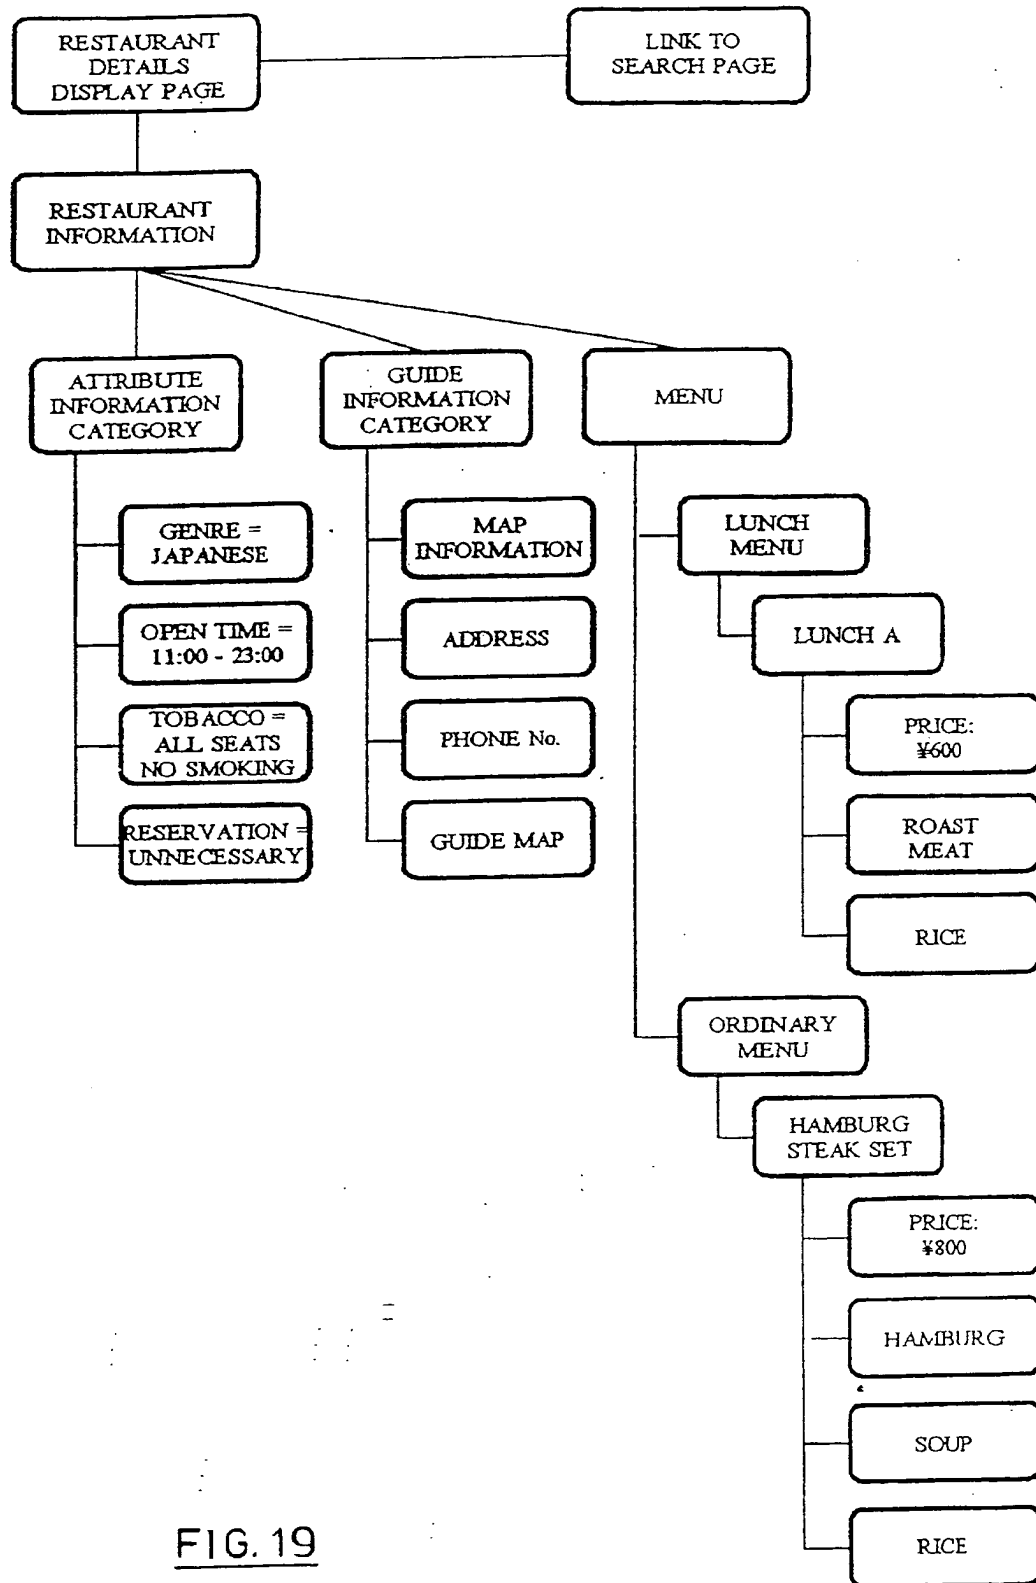 RESTAURANT
DETAILS
DISPLAY PAGE
LINK TO
SEARCH PAGE
RESTAURANT
INFORMATION
ATTRIBUTE
INFORMATION
CATEGORY
GENRE =
JAPANESE
OPEN TIME =
11:00 - 23:00
TOBACCO =
ALL SEATS
NO SMOKING
RESERVATION =
UNNECESSARY
GUIDE
INFORMATION
CATEGORY
MAP
INFORMATION
ADDRESS
PHONE No.
GUIDE MAP
MENU
LUNCH
MENU
LUNCH A
PRICE:
¥600
ROAST
MEAT
RICE
ORDINARY
MENU
HAMBURG
STEAK SET
PRICE:
¥800
HAMBURG
SOUP
RICE
FIG. 19